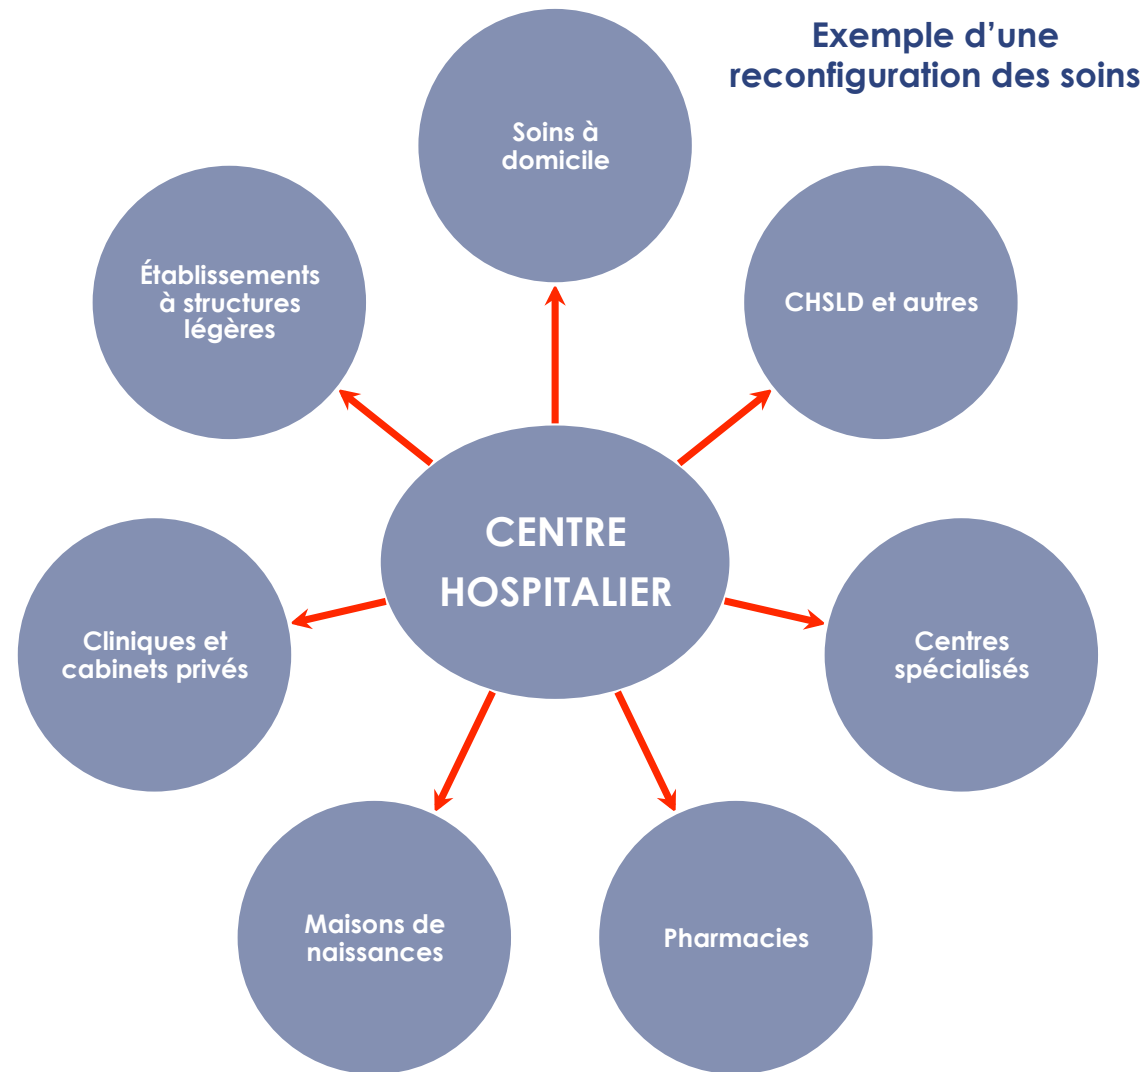 Exemple d’une
reconfiguration des soins
Soins à
domicile
Établissements
à structures
légères
CHSLD et autres
CENTRE
HOSPITALIER
Cliniques et
cabinets privés
Centres
spécialisés
Maisons de
naissances
Pharmacies